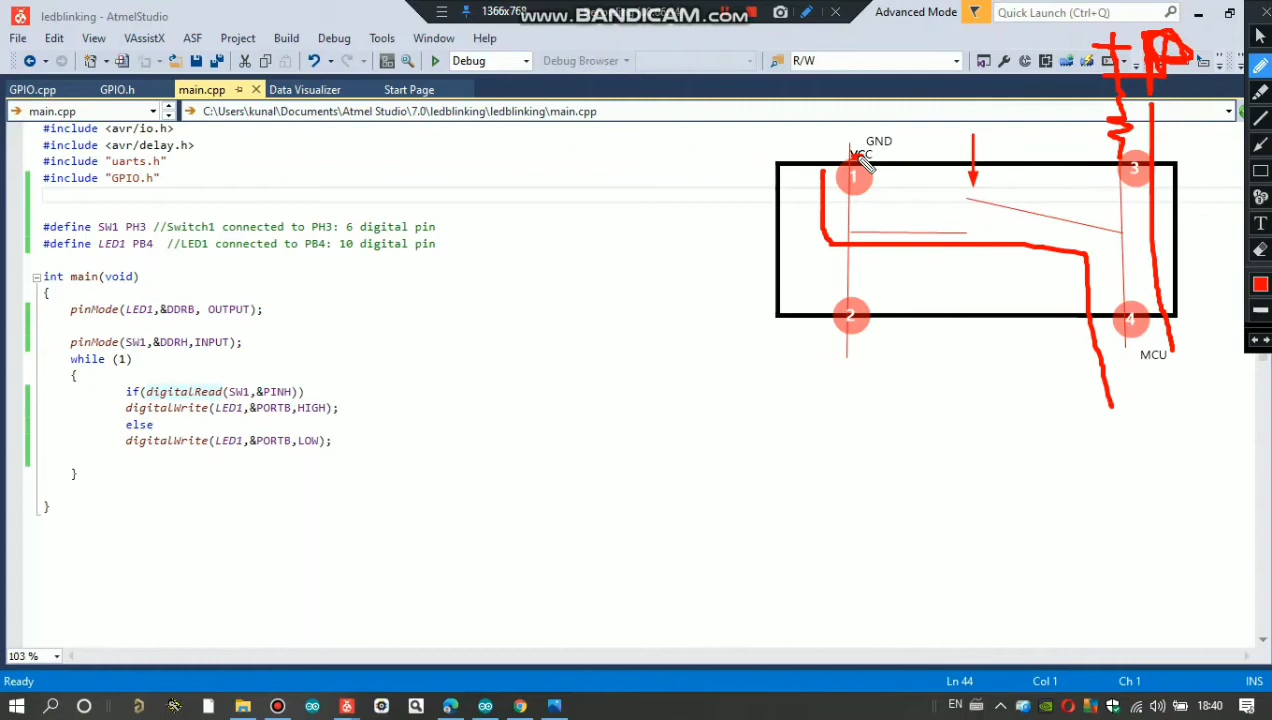 ledblinking - AtmelStudio
1366x768
www.BANDICAM.com
Advanced Mode
Quick Launch (Ctrl+Q)
File Edit View VAssistX ASF Project Build Debug Tools Window Help
Debug
Debug Browser
R/W
GPIO.cpp
GPIO.h
main.cpp
Data Visualizer
Start Page
main.cpp
C:\Users\kunal\Documents\Atmel Studio\7.0\ledblinking\ledblinking\main.cpp
#include <avr/io.h>
#include <avr/delay.h>
#include "uarts.h"
#include "GPIO.h"
#define SW1 PH3 //Switch1 connected to PH3: 6 digital pin
#define LED1 PB4 //LED1 connected to PB4: 10 digital pin
int main(void)
{
pinMode(LED1,&DDRB, OUTPUT);
pinMode(SW1,&DDRH,INPUT);
while (1)
{
if(digitalRead(SW1,&PINH))
digitalWrite(LED1,&PORTB,HIGH);
else
digitalWrite(LED1,&PORTB,LOW);
}
}
GND
VCC
1
3
2
4
MCU
103 %
Ready
Ln 44
Col 1
Ch 1
INS
EN
18:40